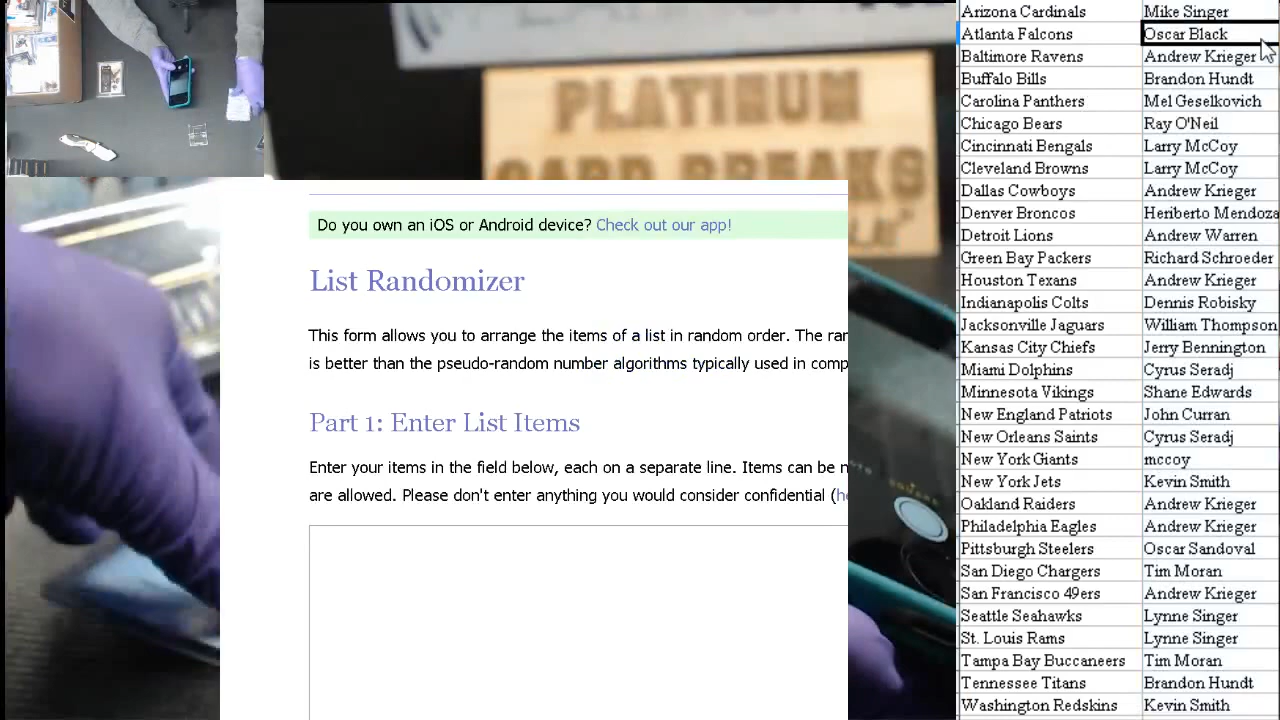 PLATINUM
CARD BREAKS
Do you own an iOS or Android device? Check out our app!
List Randomizer
This form allows you to arrange the items of a list in random order. The ran
is better than the pseudo-random number algorithms typically used in comp
Part 1: Enter List Items
Enter your items in the field below, each on a separate line. Items can be n
are allowed. Please don't enter anything you would consider confidential (he
Arizona Cardinals Mike Singer
Atlanta Falcons Oscar Black
Baltimore Ravens Andrew Krieger
Buffalo Bills Brandon Hundt
Carolina Panthers Mel Geselkovich
Chicago Bears Ray O'Neil
Cincinnati Bengals Larry McCoy
Cleveland Browns Larry McCoy
Dallas Cowboys Andrew Krieger
Denver Broncos Heriberto Mendoza
Detroit Lions Andrew Warren
Green Bay Packers Richard Schroeder
Houston Texans Andrew Krieger
Indianapolis Colts Dennis Robisky
Jacksonville Jaguars William Thompson
Kansas City Chiefs Jerry Bennington
Miami Dolphins Cyrus Seradj
Minnesota Vikings Shane Edwards
New England Patriots John Curran
New Orleans Saints Cyrus Seradj
New York Giants mccoy
New York Jets Kevin Smith
Oakland Raiders Andrew Krieger
Philadelphia Eagles Andrew Krieger
Pittsburgh Steelers Oscar Sandoval
San Diego Chargers Tim Moran
San Francisco 49ers Andrew Krieger
Seattle Seahawks Lynne Singer
St. Louis Rams Lynne Singer
Tampa Bay Buccaneers Tim Moran
Tennessee Titans Brandon Hundt
Washington Redskins Kevin Smith